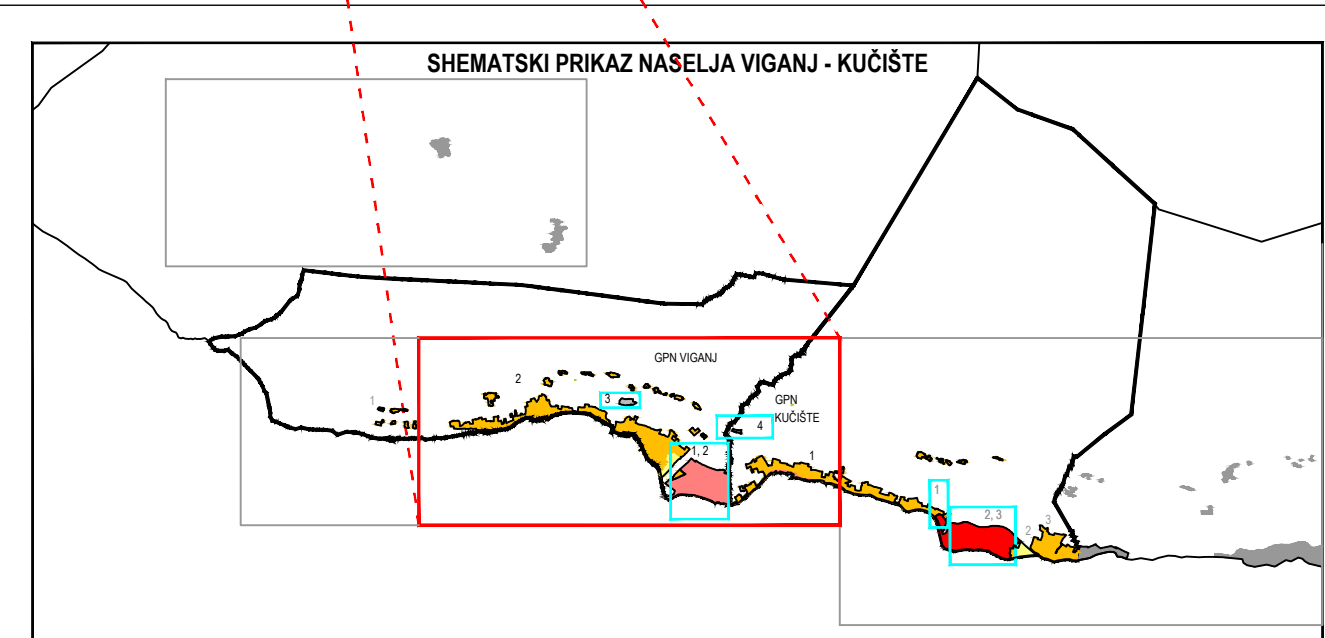 SHEMATSKI PRIKAZ NASELJA VIGANJ - KUČIŠTE
GPN VIGANJ
2
1
3
GPN
KUČIŠTE
4
1, 2
1
1
2, 3
3
2